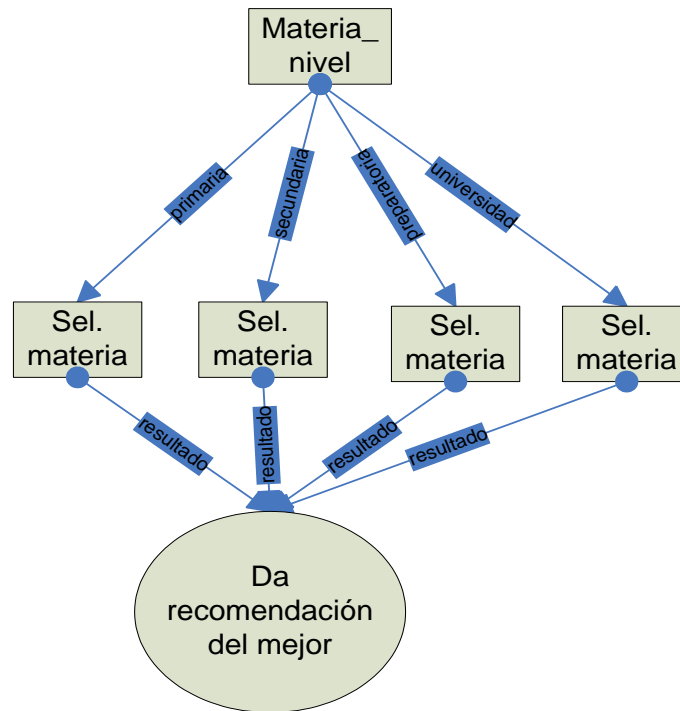 Materia_
nivel
primaria
secundaria
preparatoria
universidad
Sel.
materia
Sel.
materia
Sel.
materia
Sel.
materia
resultado
resultado
resultado
resultado
Da
recomendación
del mejor